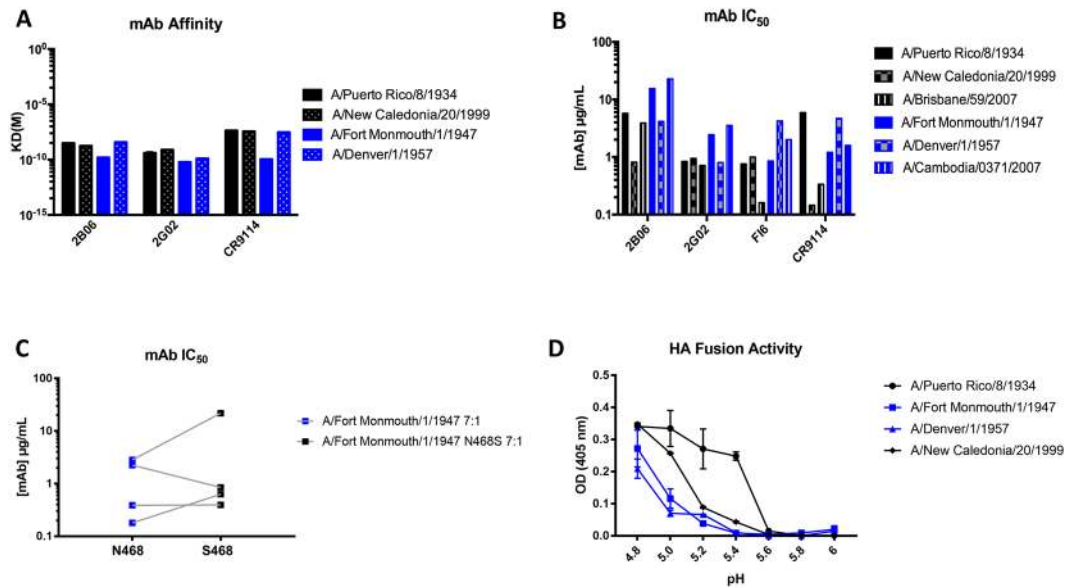 A
mAb Affinity
10^0
10^-5
10^-10
10^-15
KD(M)
2B06
2G02
CR9114
A/Puerto Rico/8/1934
A/New Caledonia/20/1999
A/Fort Monmouth/1/1947
A/Denver/1/1957
B
mAb IC50
100
10
1
0.1
[mAb] µg/mL
2B06
2G02
FI6
CR9114
A/Puerto Rico/8/1934
A/New Caledonia/20/1999
A/Brisbane/59/2007
A/Fort Monmouth/1/1947
A/Denver/1/1957
A/Cambodia/0371/2007
C
mAb IC50
100
10
1
0.1
[mAb] µg/mL
N468
S468
A/Fort Monmouth/1/1947 7:1
A/Fort Monmouth/1/1947 N468S 7:1
D
HA Fusion Activity
0.5
0.4
0.3
0.2
0.1
0.0
OD (405 nm)
4.8
5.0
5.2
5.4
5.6
5.8
6
pH
A/Puerto Rico/8/1934
A/Fort Monmouth/1/1947
A/Denver/1/1957
A/New Caledonia/20/1999